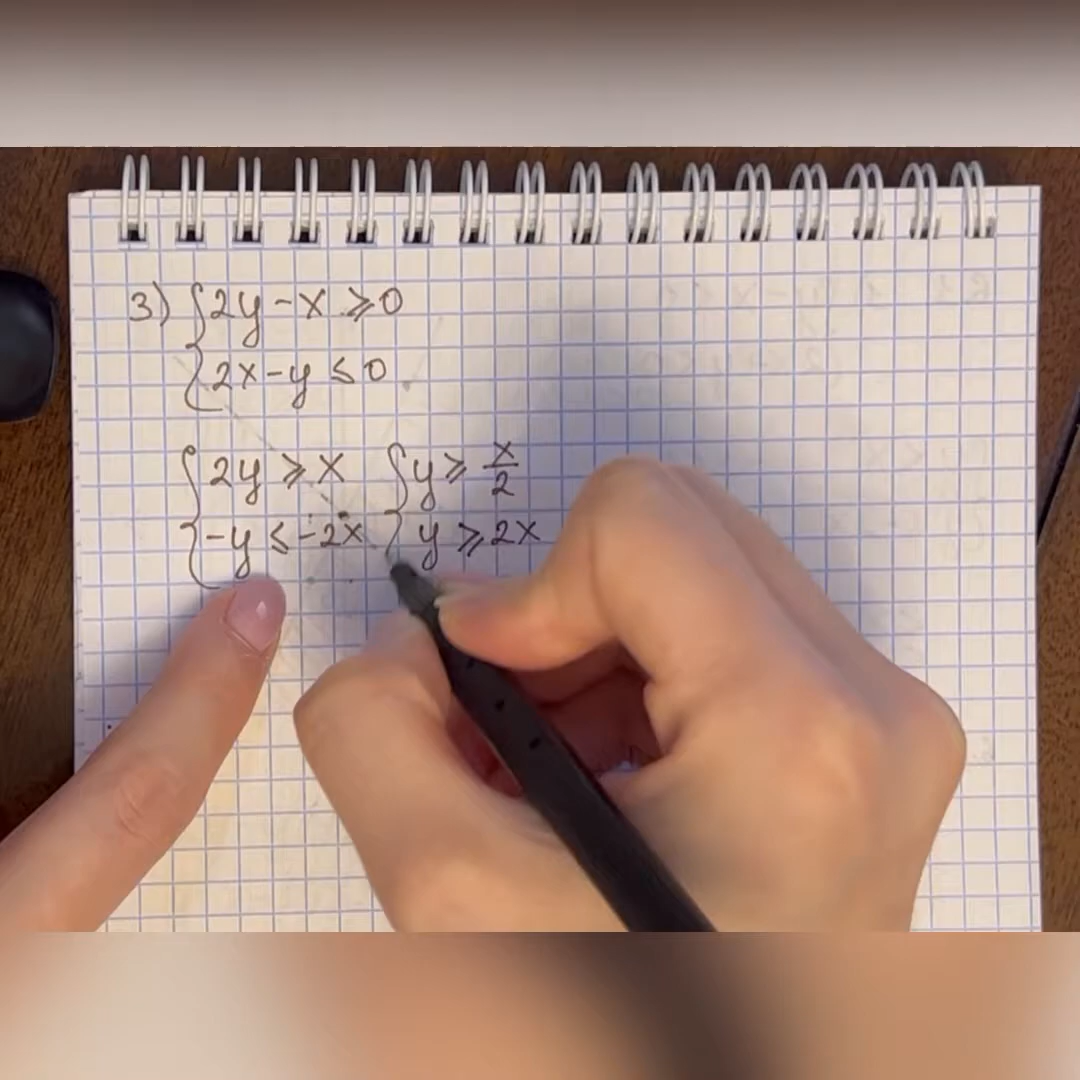 3) { 2y - x ⩾ 0
{ 2x - y ≤ 0
{ 2y ⩾ x { y ⩾ x/2
{ -y ≤ -2x { y ⩾ 2x